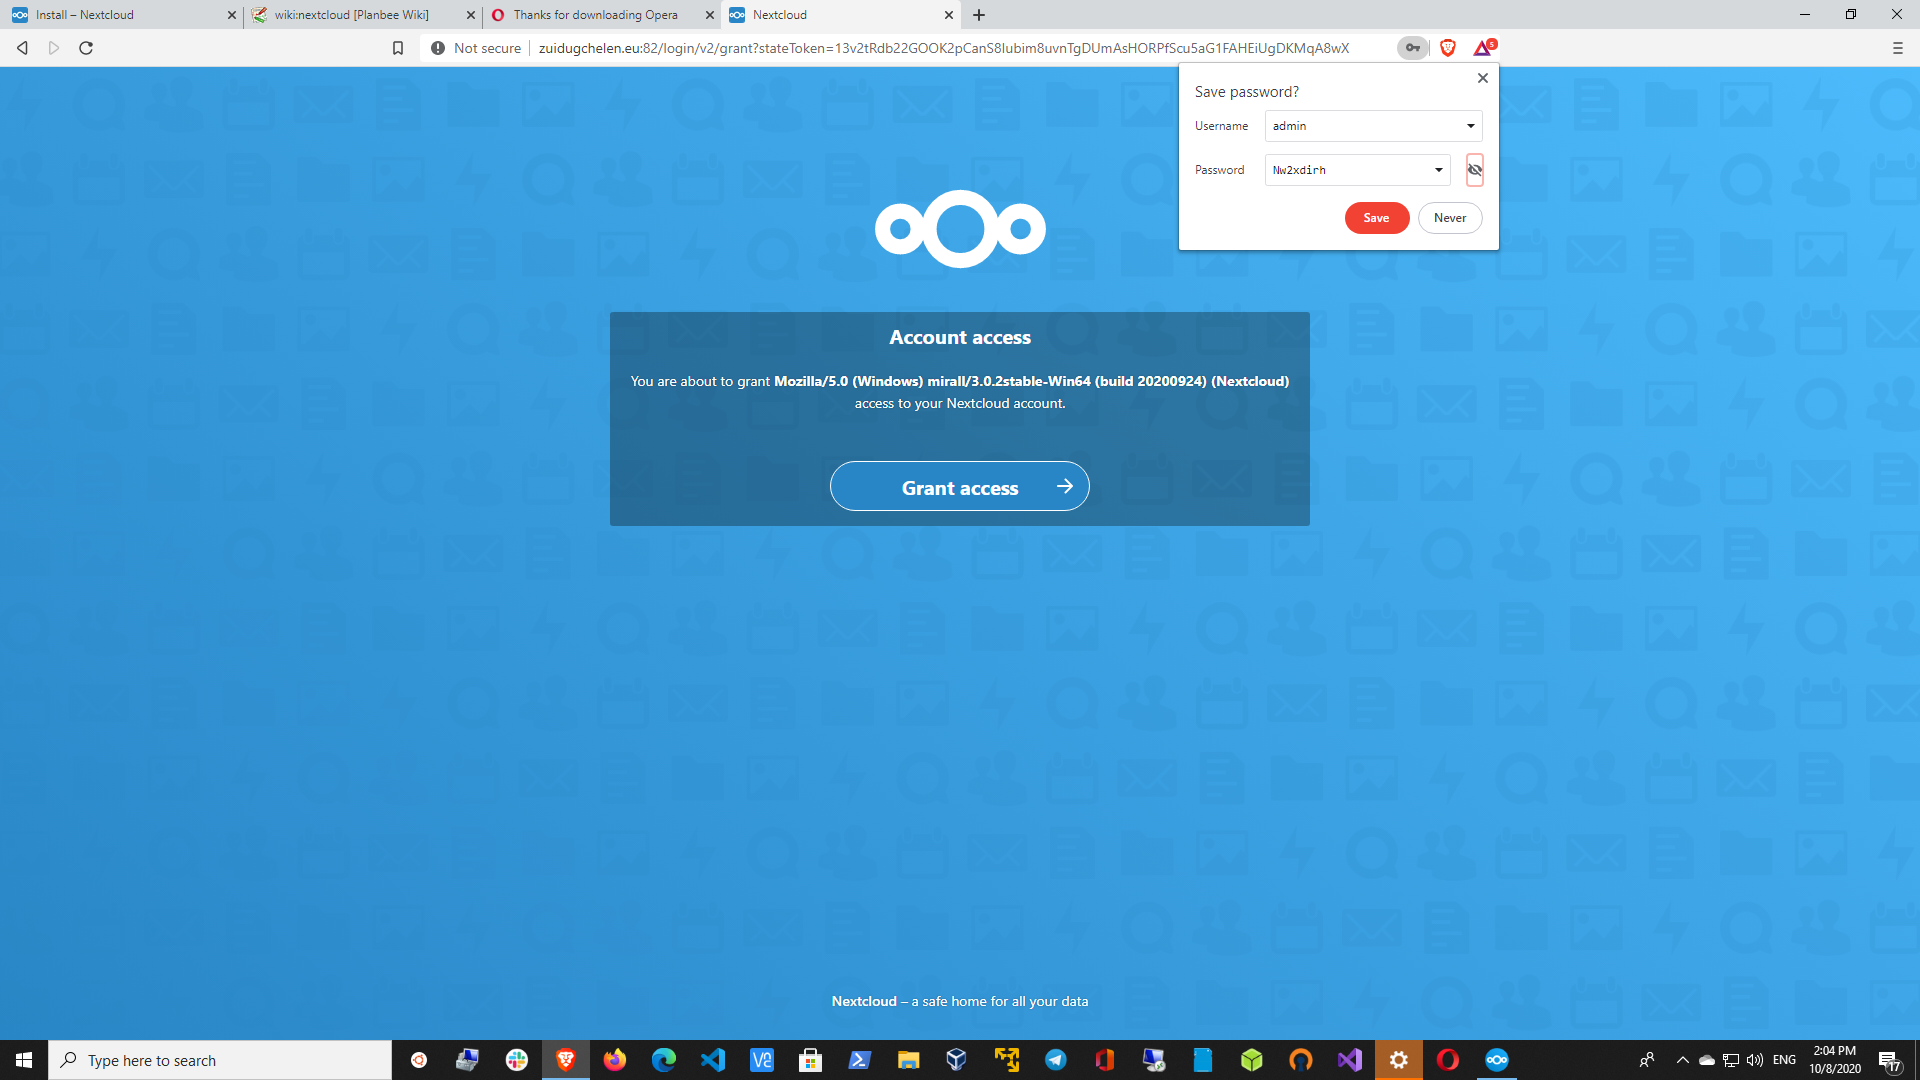 Install – Nextcloud
wiki:nextcloud [Planbee Wiki]
Thanks for downloading Opera
Nextcloud
Not secure
zuidugchelen.eu:82/login/v2/grant?stateToken=13v2tRdb22GOOK2pCanS8Iubim8uvnTgDUmAsHORPfScu5aG1FAHEiUgDKMqA8wX
5
Save password?
Username
admin
Password
Nw2xdirh
Save
Never
Account access
You are about to grant Mozilla/5.0 (Windows) mirall/3.0.2stable-Win64 (build 20200924) (Nextcloud)
access to your Nextcloud account.
Grant access
Nextcloud – a safe home for all your data
Type here to search
ENG
2:04 PM
10/8/2020
17